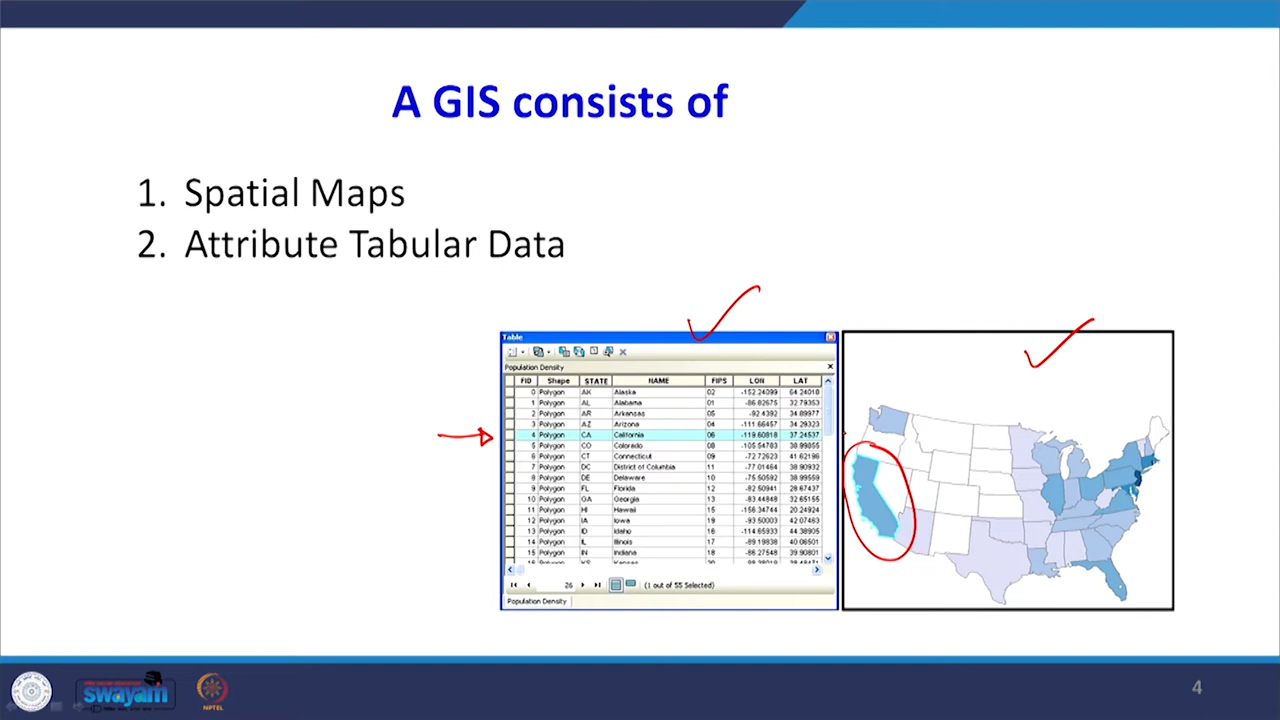 A GIS consists of
1. Spatial Maps
2. Attribute Tabular Data
Table
Population Density
FID Shape STATE NAME FIPS LON LAT
0 Polygon AK Alaska 02 -152.24099 64.24018
1 Polygon AL Alabama 01 -86.82675 32.79353
2 Polygon AR Arkansas 05 -92.4392 34.89977
3 Polygon AZ Arizona 04 -111.66457 34.29323
4 Polygon CA California 06 -119.60818 37.24537
5 Polygon CO Colorado 08 -105.54783 38.99855
6 Polygon CT Connecticut 09 -72.72623 41.62196
7 Polygon DC District of Columbia 11 -77.01464 38.90932
8 Polygon DE Delaware 10 -75.50592 38.99559
9 Polygon FL Florida 12 -82.50941 28.67437
10 Polygon GA Georgia 13 -83.44848 32.65155
11 Polygon HI Hawaii 15 -156.34744 20.24924
12 Polygon IA Iowa 19 -93.50003 42.07463
13 Polygon ID Idaho 16 -114.65933 44.38905
14 Polygon IL Illinois 17 -89.19838 40.06501
15 Polygon IN Indiana 18 -86.27548 39.90801
26 (1 out of 55 Selected)
Population Density
swayam
NPTEL
4